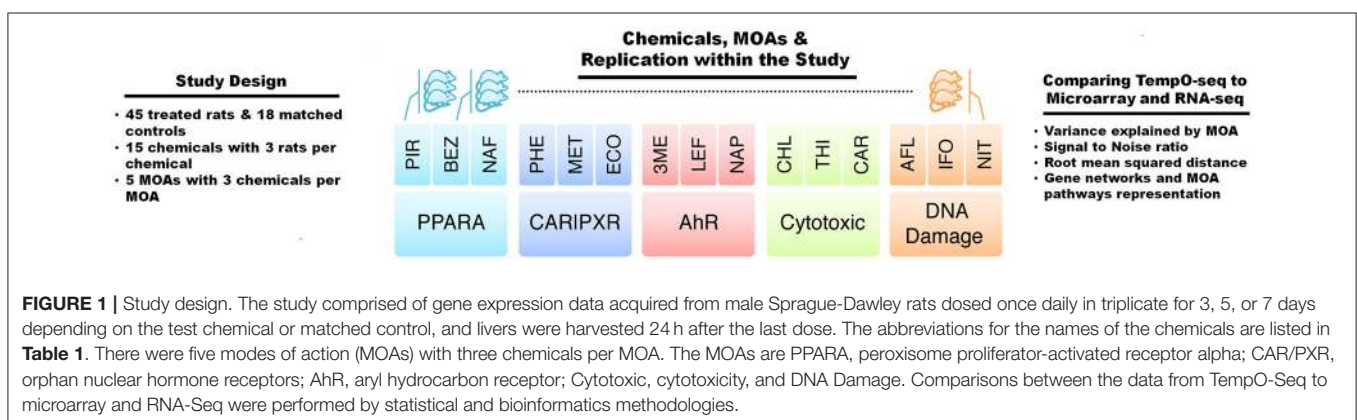 Chemicals, MOAs &
Replication within the Study
Study Design
• 45 treated rats & 18 matched
controls
• 15 chemicals with 3 rats per
chemical
• 5 MOAs with 3 chemicals per
MOA
PIR
BEZ
NAF
PHE
MET
ECO
3ME
LEF
NAP
CHL
THI
CAR
AFL
IFO
NIT
PPARA
CARIPXR
AhR
Cytotoxic
DNA
Damage
Comparing TempO-seq to
Microarray and RNA-seq
• Variance explained by MOA
• Signal to Noise ratio
• Root mean squared distance
• Gene networks and MOA
pathways representation
FIGURE 1 | Study design. The study comprised of gene expression data acquired from male Sprague-Dawley rats dosed once daily in triplicate for 3, 5, or 7 days
depending on the test chemical or matched control, and livers were harvested 24 h after the last dose. The abbreviations for the names of the chemicals are listed in
Table 1. There were five modes of action (MOAs) with three chemicals per MOA. The MOAs are PPARA, peroxisome proliferator-activated receptor alpha; CAR/PXR,
orphan nuclear hormone receptors; AhR, aryl hydrocarbon receptor; Cytotoxic, cytotoxicity, and DNA Damage. Comparisons between the data from TempO-Seq to
microarray and RNA-Seq were performed by statistical and bioinformatics methodologies.